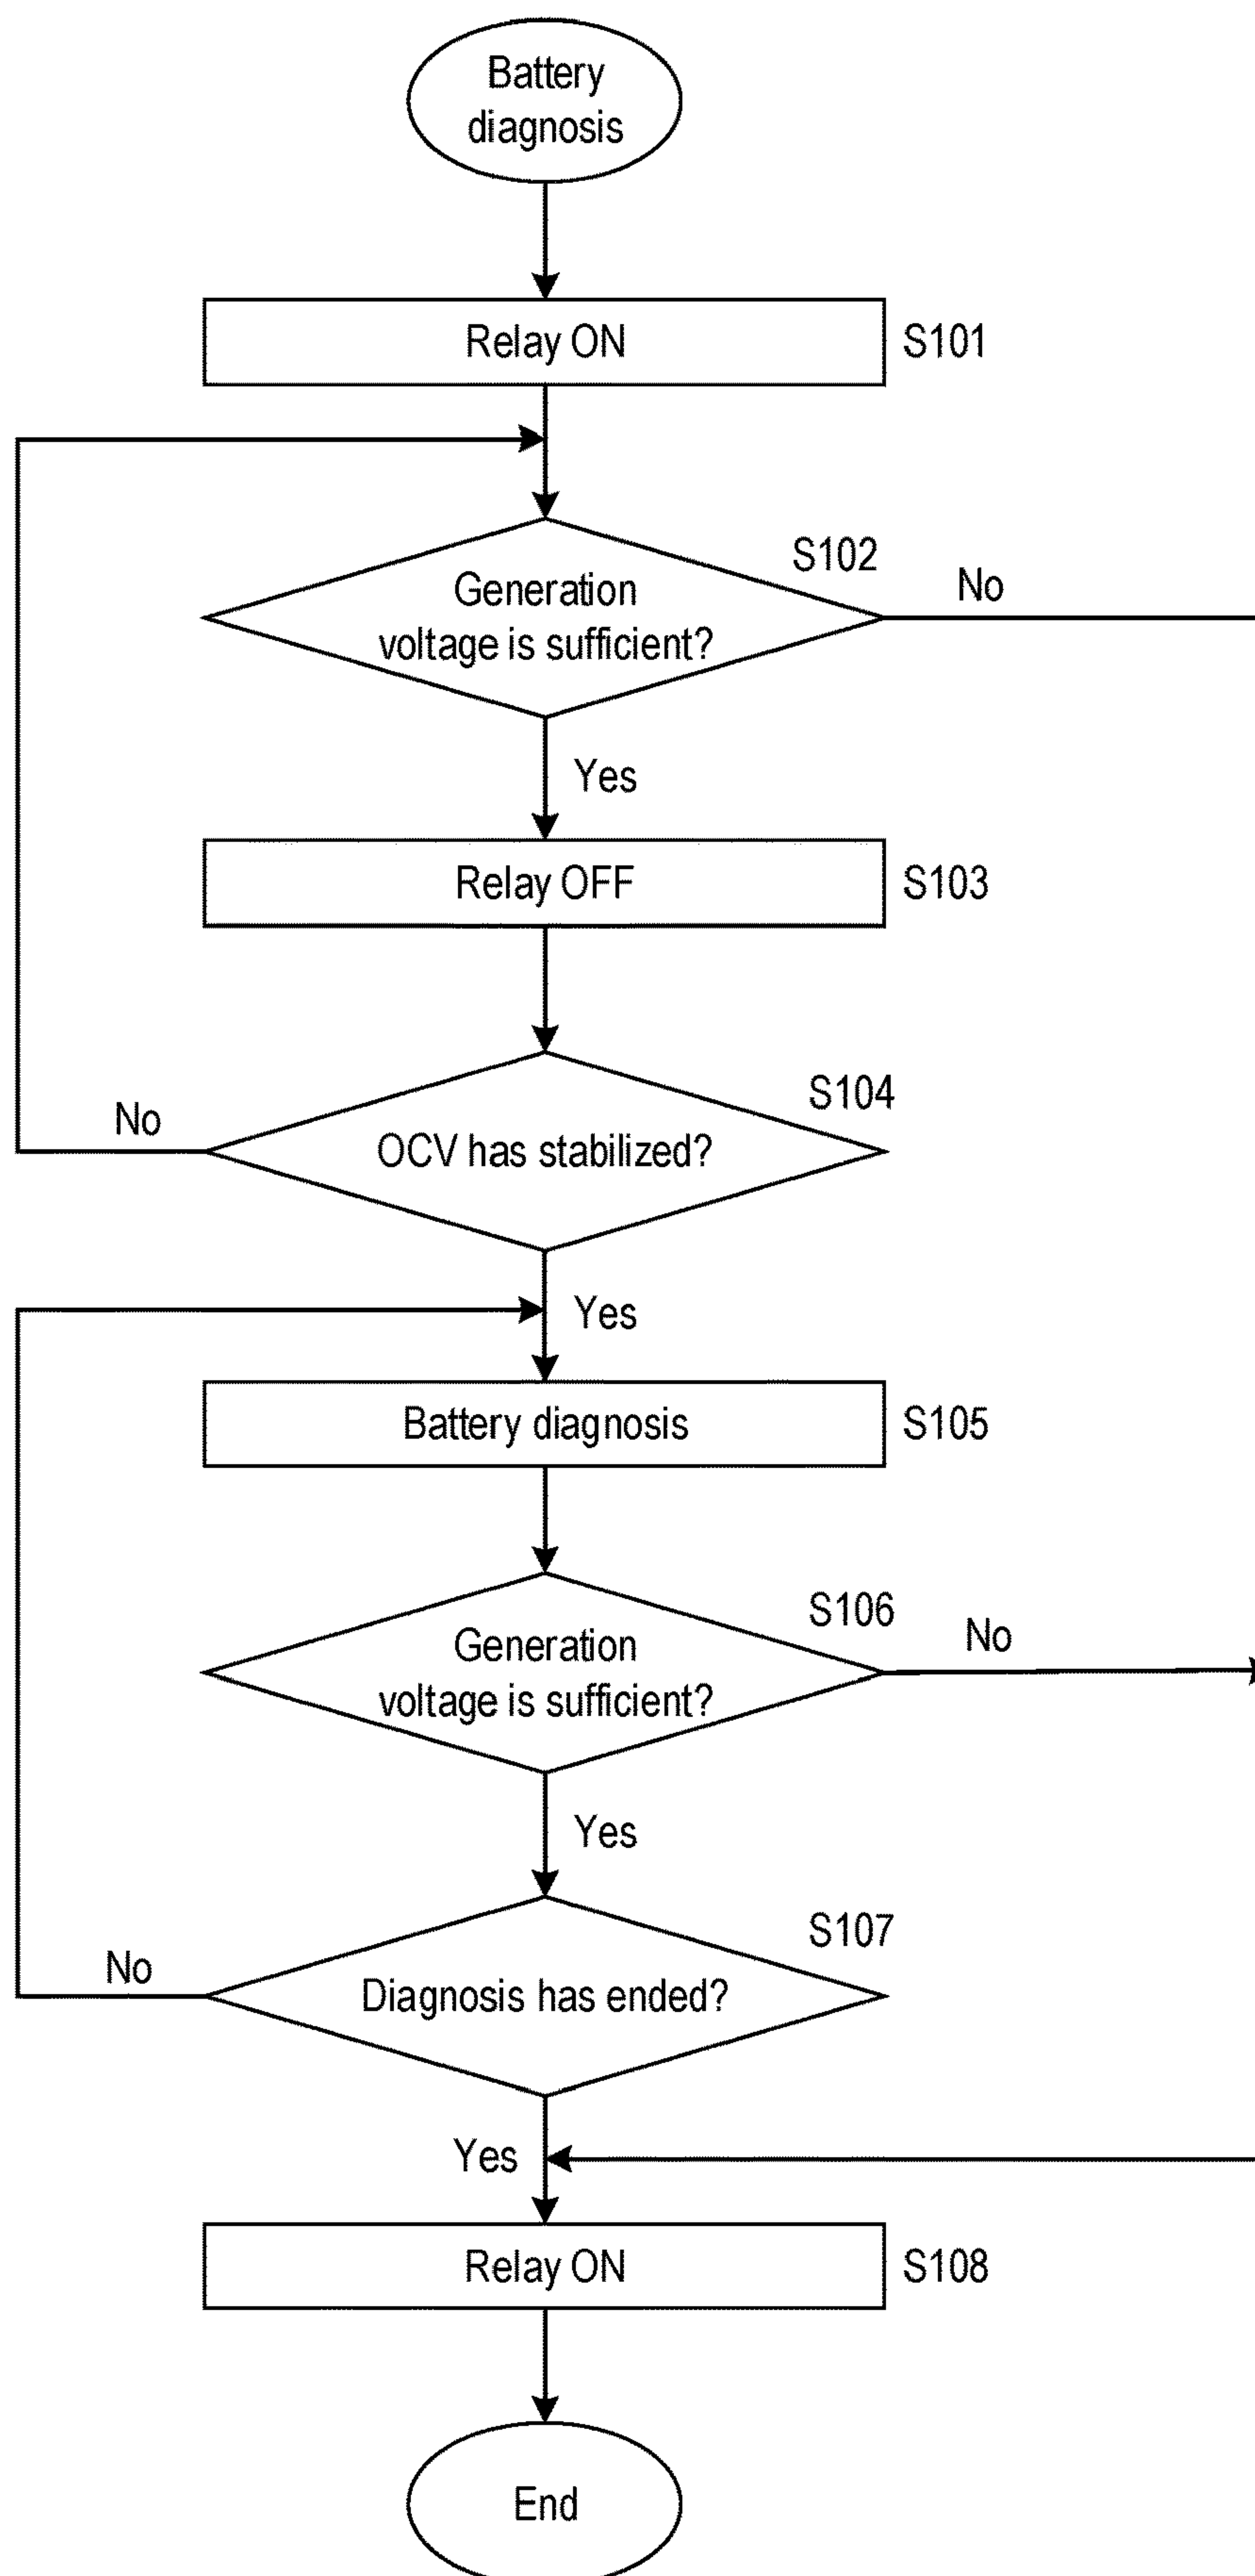 Battery
diagnosis
Relay ON
S101
S102
Generation
voltage is sufficient?
No
Yes
Relay OFF
S103
S104
No
OCV has stabilized?
Yes
Battery diagnosis
S105
S106
Generation
voltage is sufficient?
No
Yes
S107
No
Diagnosis has ended?
Yes
Relay ON
S108
End